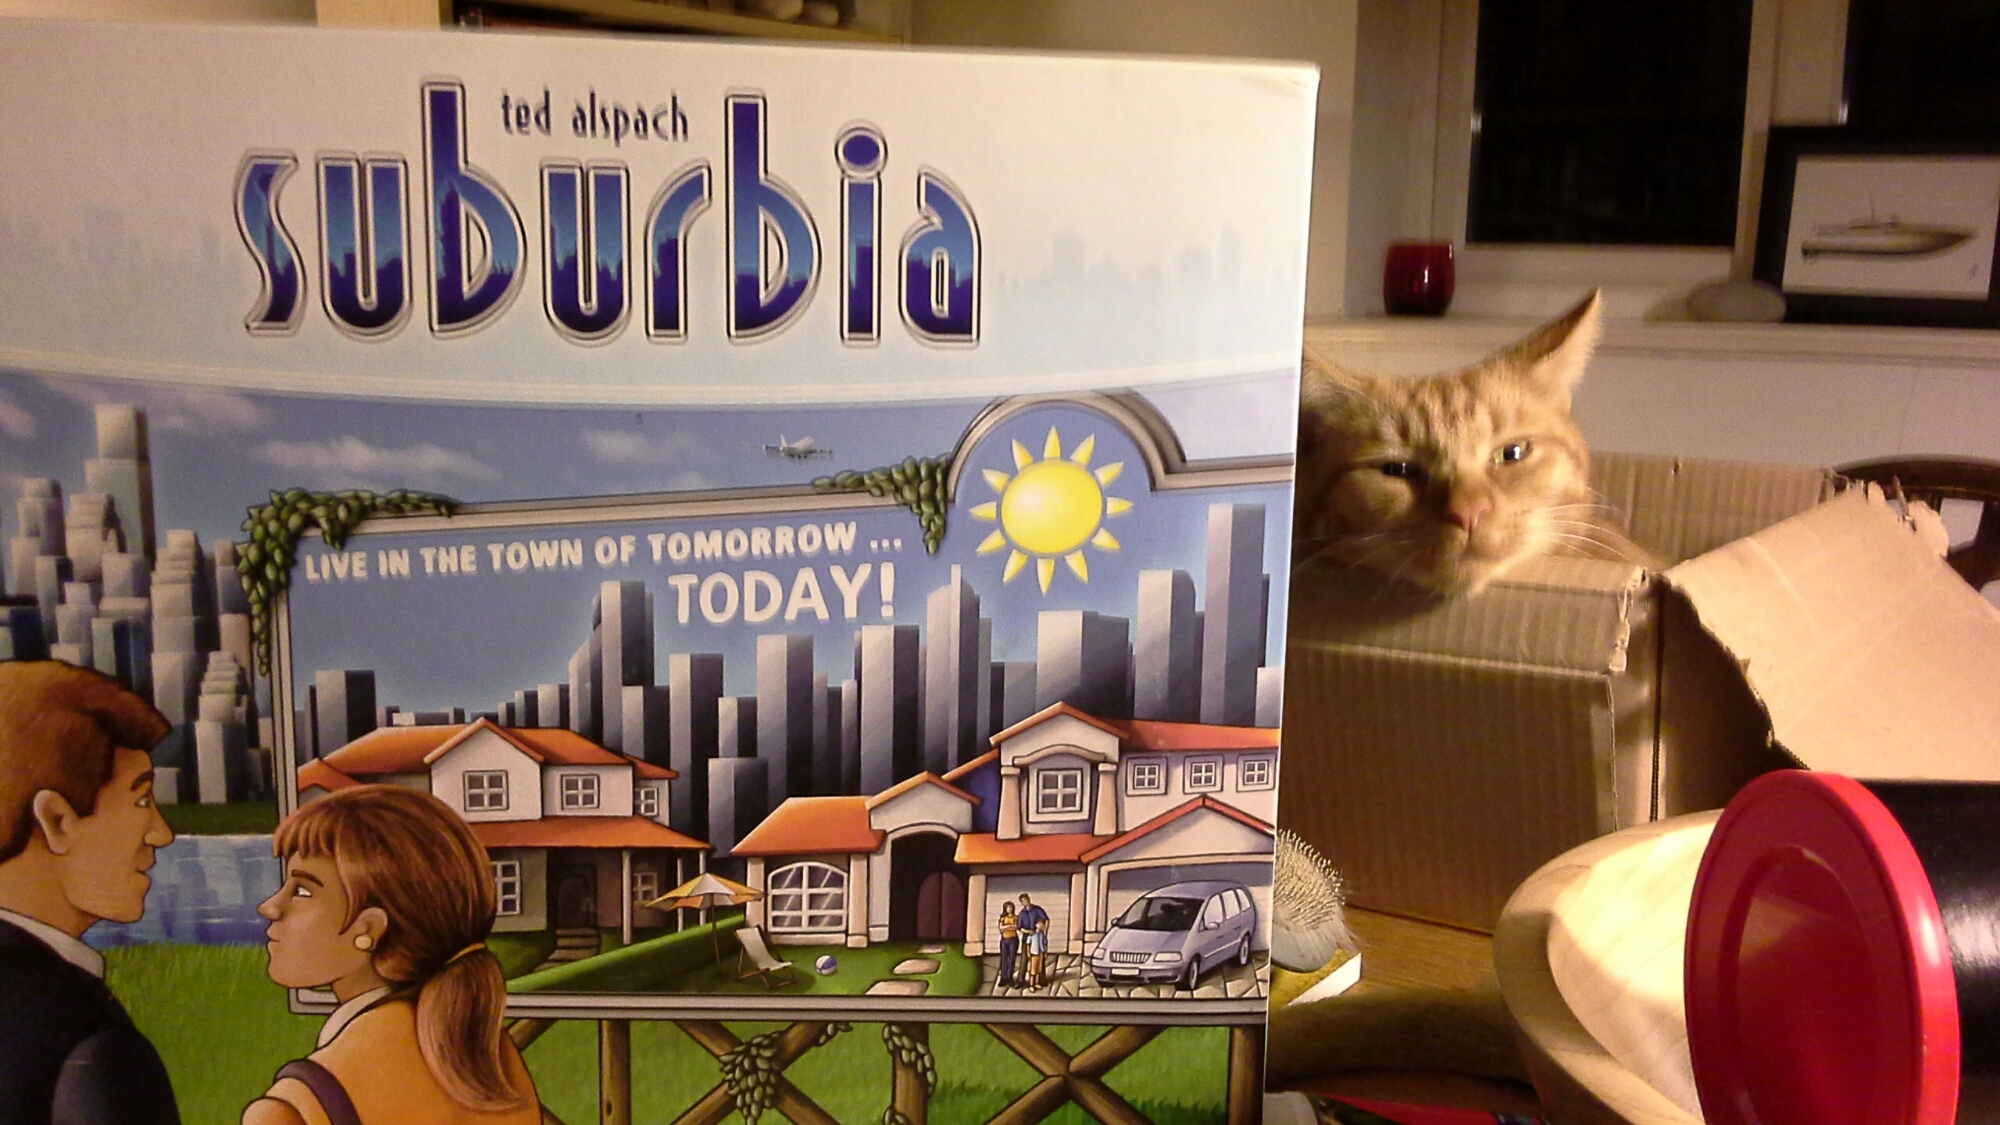 ted alspach
suburbia
LIVE IN THE TOWN OF TOMORROW ...
TODAY!